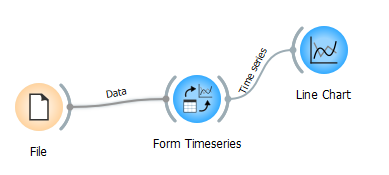 Data
Time series
File
Form Timeseries
Line Chart